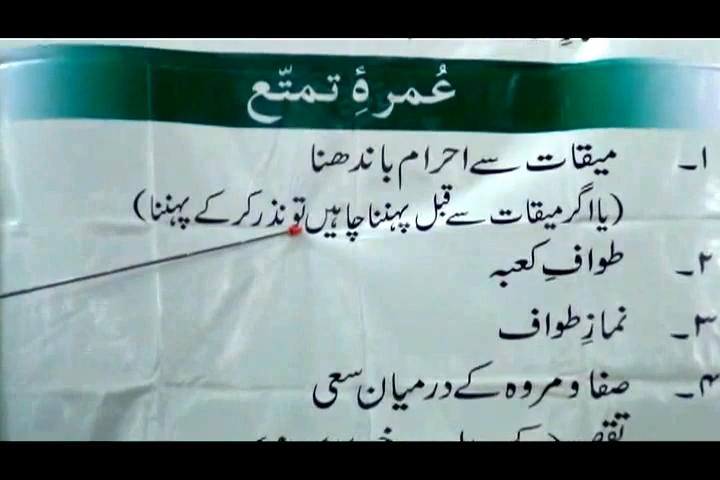 عُمرۂِ تمتّع
۱۔ میقات سے احرام باندھنا
(یا اگر میقات سے قبل پہننا چاہیں تو نذر کر کے پہننا)
۲۔ طوافِ کعبہ
۳۔ نمازِ طواف
۴۔ صفا و مروہ کے درمیان سعی